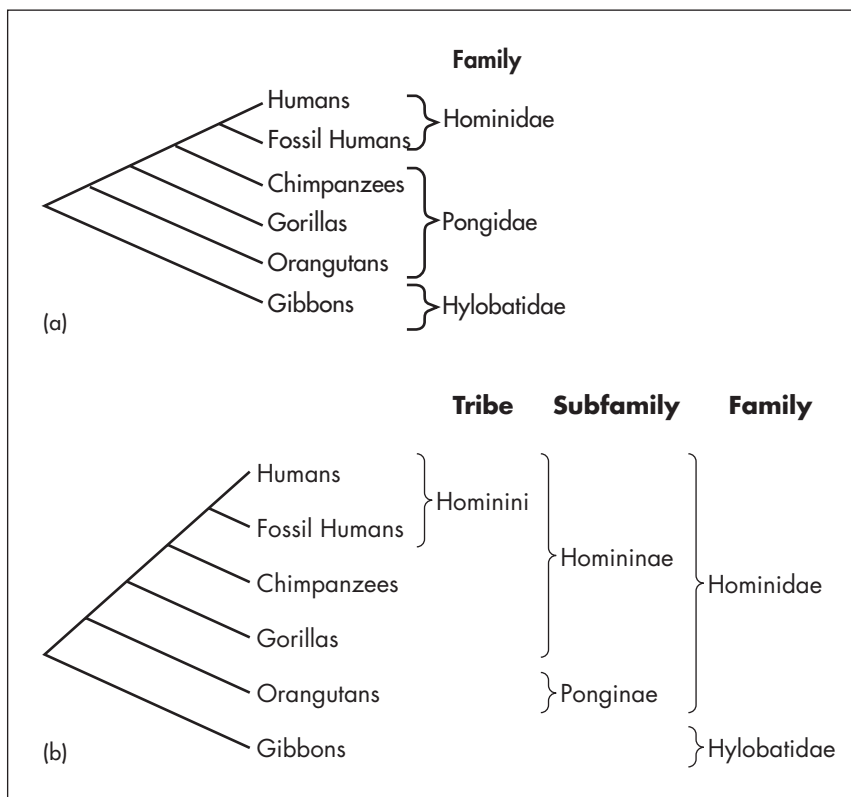 Family
Humans
Fossil Humans
Hominidae
Chimpanzees
Gorillas
Orangutans
Pongidae
Gibbons
Hylobatidae
(a)
Tribe Subfamily Family
Humans
Fossil Humans
Hominini
Chimpanzees
Gorillas
Homininae
Hominidae
Orangutans
Ponginae
Gibbons
Hylobatidae
(b)